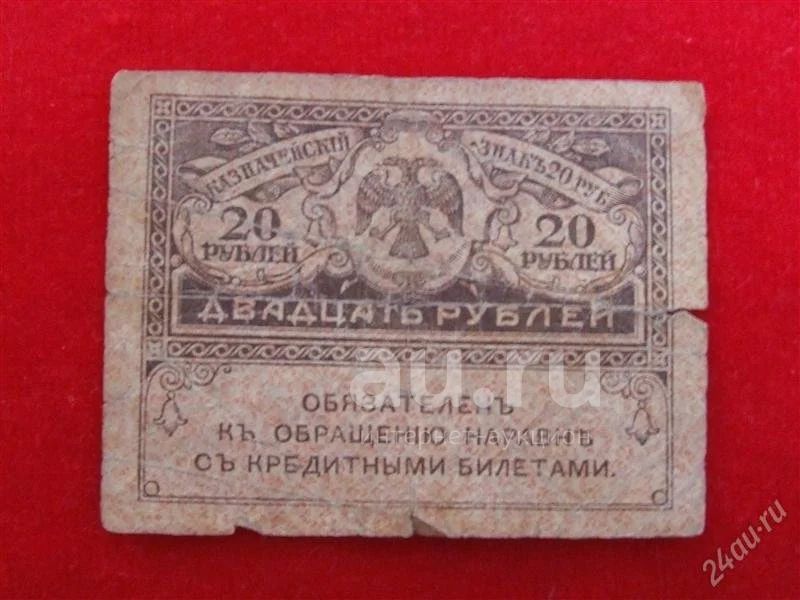 КАЗНАЧЕЙСКІЙ ЗНАКЪ 20 РУБ.
20 РУБЛЕЙ
20 РУБЛЕЙ
ДВАДЦАТЬ РУБЛЕЙ
au.ru
ОБЯЗАТЕЛЕНЪ
КЪ ОБРАЩЕНІЮ НАРАВНѢ
СЪ КРЕДИТНЫМИ БИЛЕТАМИ.
24au.ru